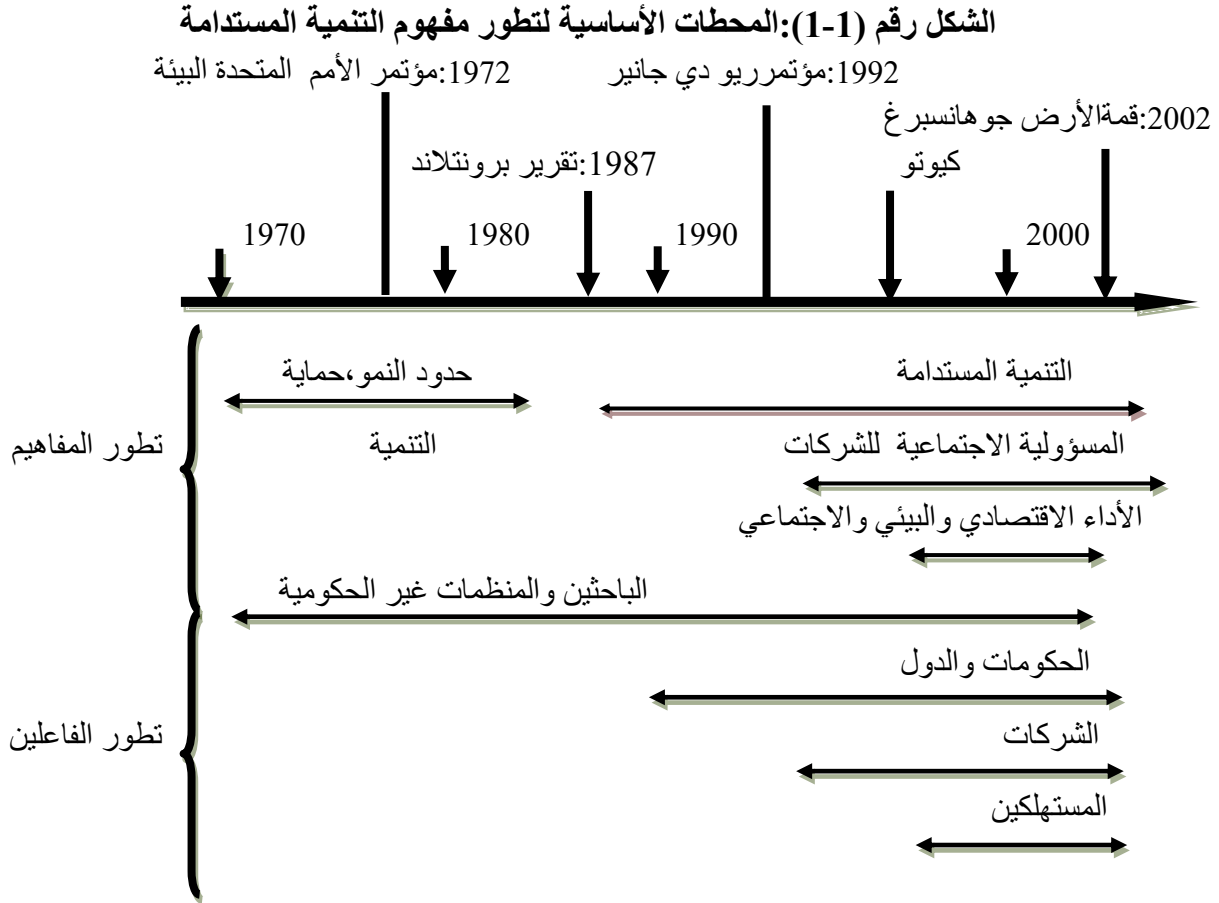 الشكل رقم (1-1):المحطات الأساسية لتطور مفهوم التنمية المستدامة
1972:مؤتمر الأمم المتحدة البيئة
1992:مؤتمرريو دي جانير
2002:قمةالأرض جوهانسبرغ
1987:تقرير برونتلاند
كيوتو
1970
1980
1990
2000
حدود النمو،حماية
التنمية المستدامة
تطور المفاهيم
التنمية
المسؤولية الاجتماعية للشركات
الأداء الاقتصادي والبيئي والاجتماعي
الباحثين والمنظمات غير الحكومية
الحكومات والدول
تطور الفاعلين
الشركات
المستهلكين